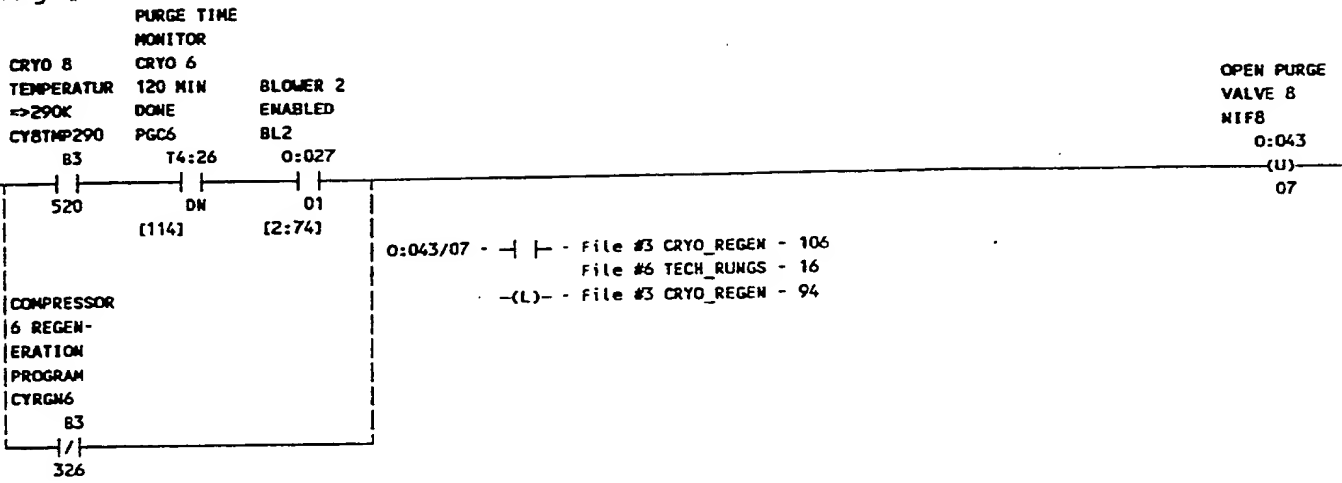 PURGE TIME
MONITOR
CRYO 8 CRYO 6
TEMPERATUR 120 MIN BLOWER 2
=>290K DONE ENABLED
CY8TMP290 PGC6 BL2
B3 T4:26 O:027
520 DN 01
[114] [2:74]
OPEN PURGE
VALVE 8
NIF8
O:043
(U)
07
O:043/07 - ┤ ├ - File #3 CRYO_REGEN - 106
File #6 TECH_RUNGS - 16
-(L)- - File #3 CRYO_REGEN - 94
COMPRESSOR
6 REGEN-
ERATION
PROGRAM
CYRGN6
B3
/
326